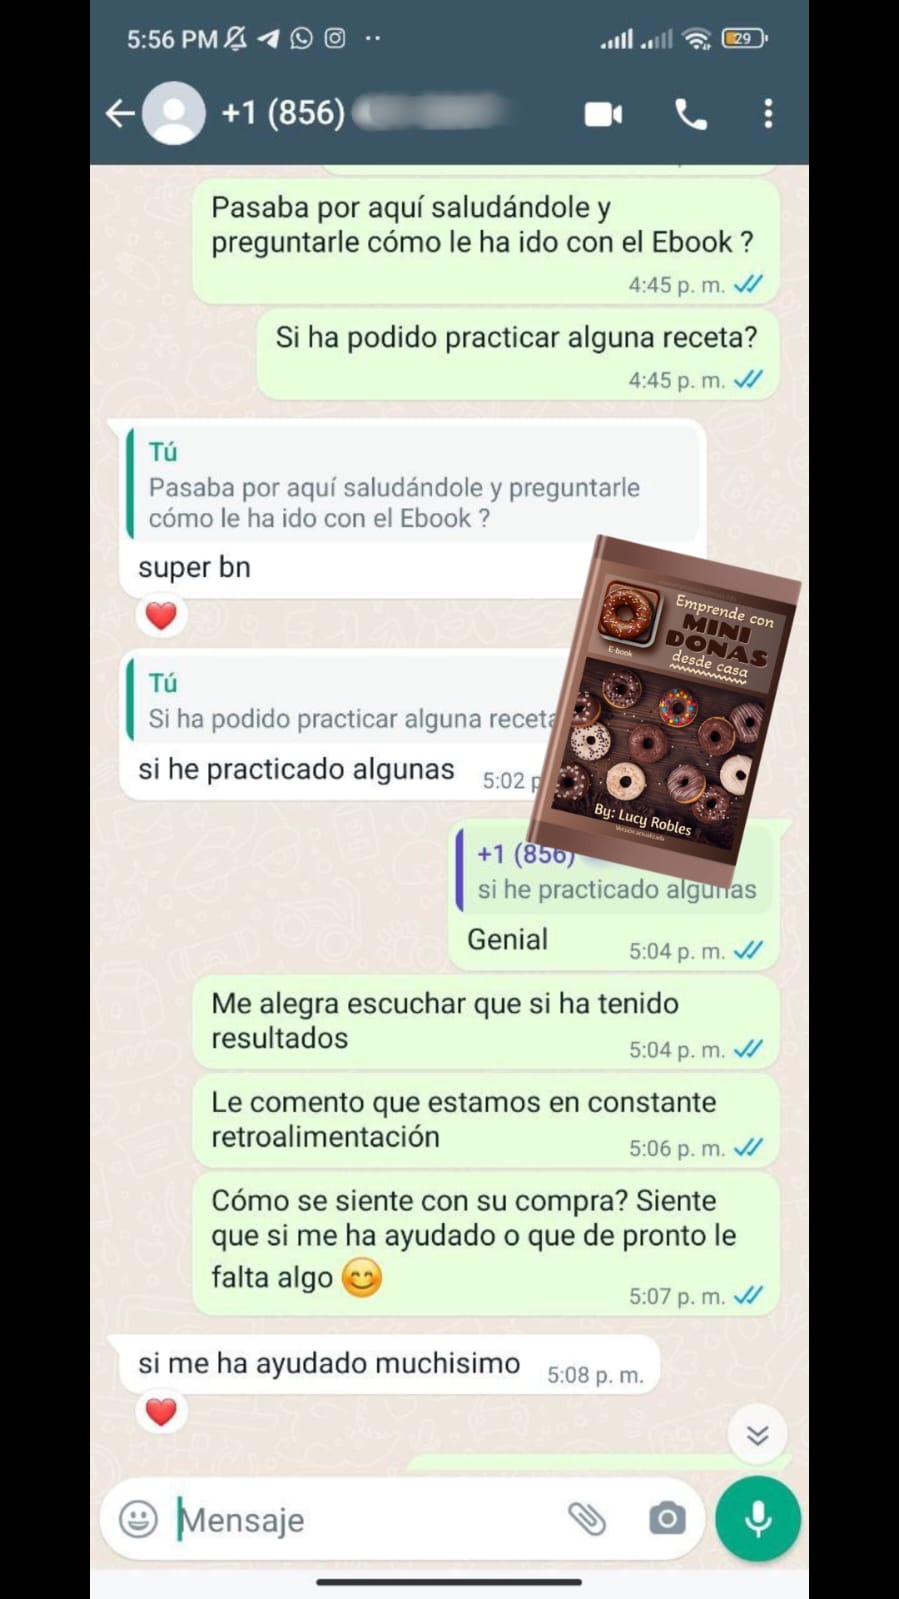 5:56 PM
29
+1 (856)
Pasaba por aquí saludándole y
preguntarle cómo le ha ido con el Ebook ?
4:45 p. m.
Si ha podido practicar alguna receta?
4:45 p. m.
Tú
Pasaba por aquí saludándole y preguntarle
cómo le ha ido con el Ebook ?
super bn
Tú
Si ha podido practicar alguna receta
si he practicado algunas
5:02 p
Emprende con
MINI
DONAS
desde casa
E-book
By: Lucy Robles
Versión actualizada
+1 (856)
si he practicado algunas
Genial
5:04 p. m.
Me alegra escuchar que si ha tenido
resultados
5:04 p. m.
Le comento que estamos en constante
retroalimentación
5:06 p. m.
Cómo se siente con su compra? Siente
que si me ha ayudado o que de pronto le
falta algo
5:07 p. m.
si me ha ayudado muchisimo
5:08 p. m.
Mensaje